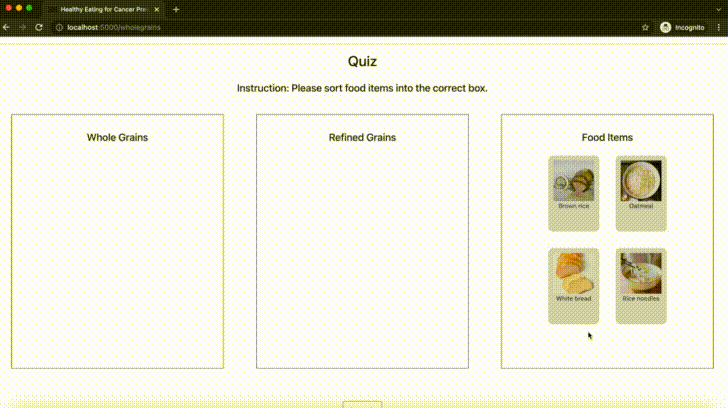 Healthy Eating for Cancer Pre
Incognito
localhost:5000/wholegrains
Quiz
Instruction: Please sort food items into the correct box.
Whole Grains
Refined Grains
Food Items
Brown rice
Oatmeal
White bread
Rice noodles